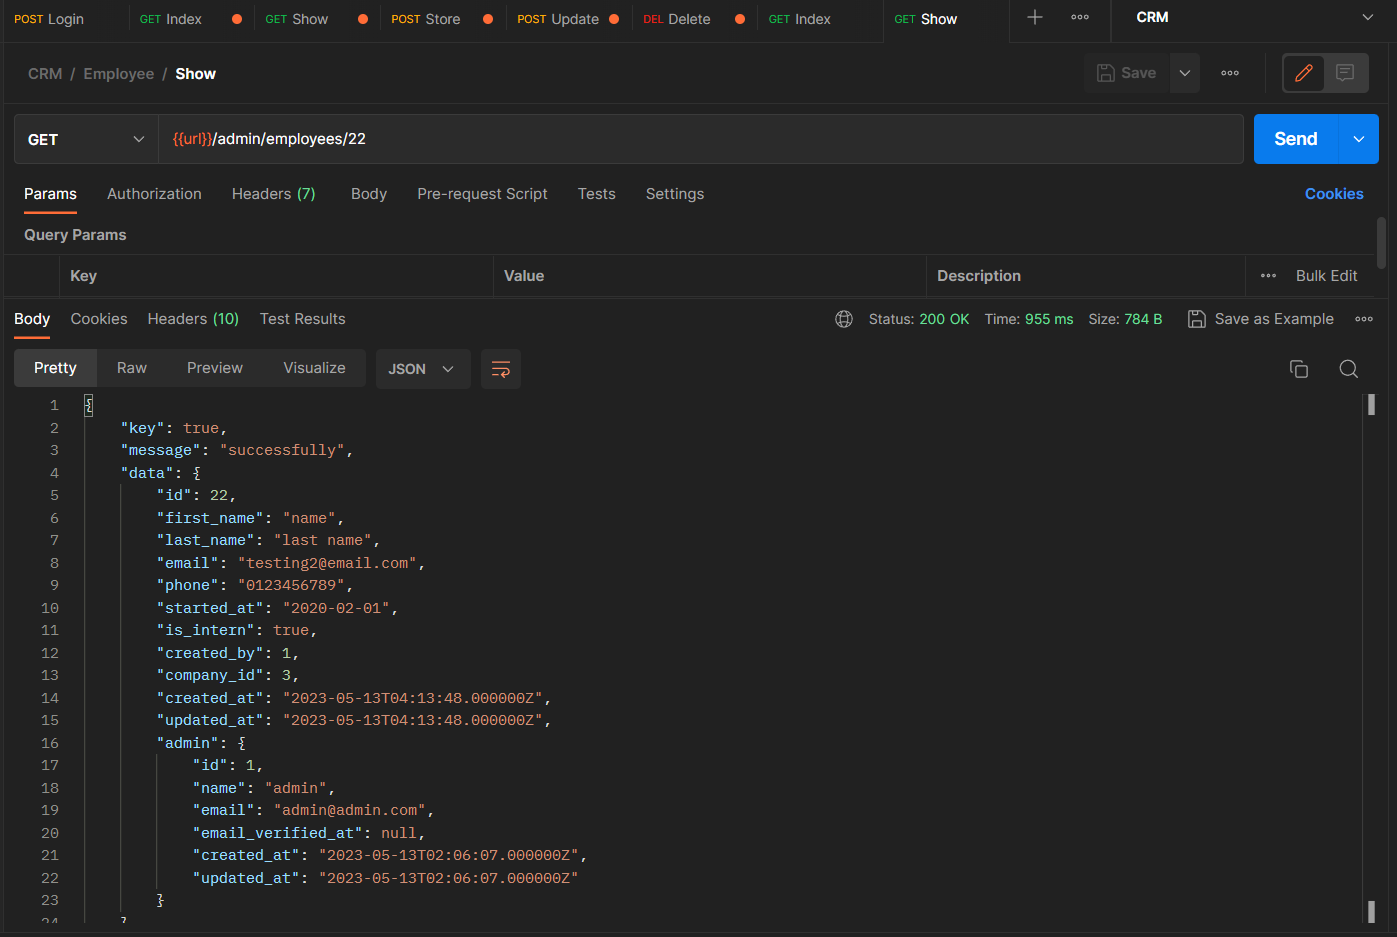 POST Login GET Index GET Show POST Store POST Update DEL Delete GET Index GET Show CRM
CRM / Employee / Show Save
GET {{url}}/admin/employees/22 Send
Params Authorization Headers (7) Body Pre-request Script Tests Settings Cookies
Query Params
Key Value Description Bulk Edit
Body Cookies Headers (10) Test Results Status: 200 OK Time: 955 ms Size: 784 B Save as Example
Pretty Raw Preview Visualize JSON
1 {
2 "key": true,
3 "message": "successfully",
4 "data": {
5 "id": 22,
6 "first_name": "name",
7 "last_name": "last name",
8 "email": "testing2@email.com",
9 "phone": "0123456789",
10 "started_at": "2020-02-01",
11 "is_intern": true,
12 "created_by": 1,
13 "company_id": 3,
14 "created_at": "2023-05-13T04:13:48.000000Z",
15 "updated_at": "2023-05-13T04:13:48.000000Z",
16 "admin": {
17 "id": 1,
18 "name": "admin",
19 "email": "admin@admin.com",
20 "email_verified_at": null,
21 "created_at": "2023-05-13T02:06:07.000000Z",
22 "updated_at": "2023-05-13T02:06:07.000000Z"
23 }
24 }